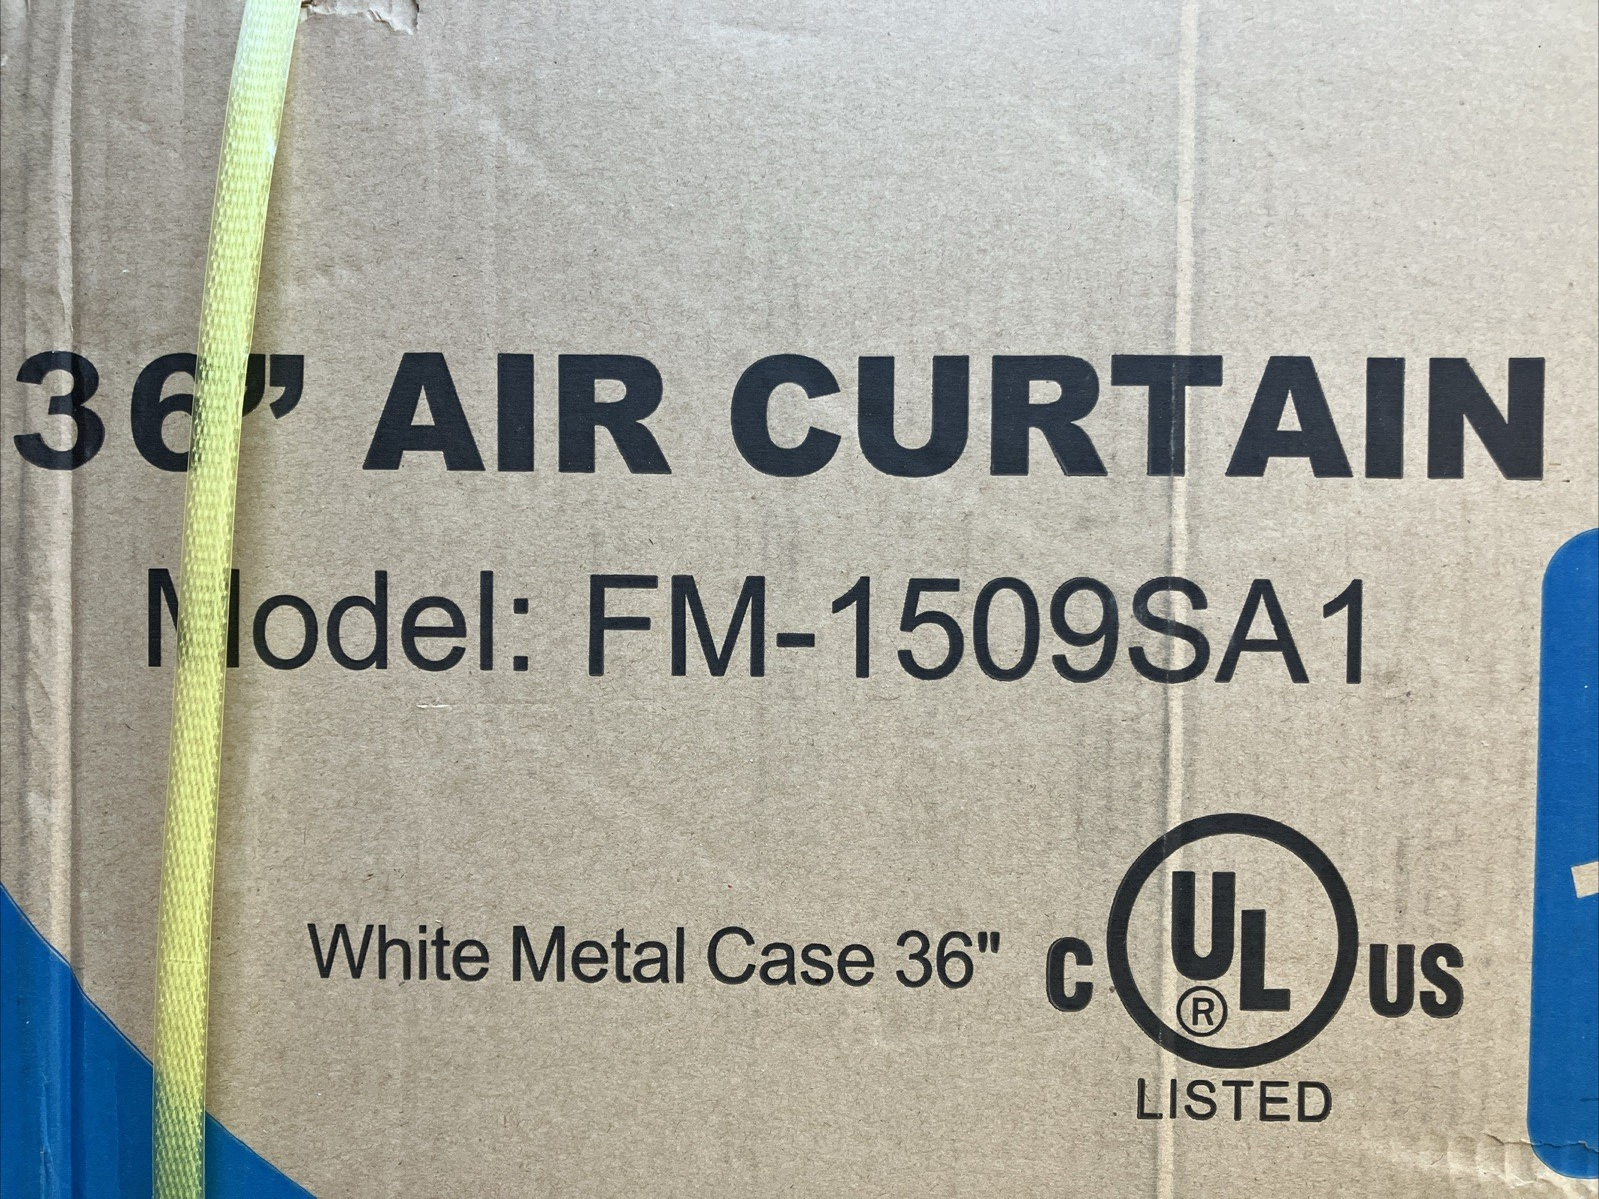 36” AIR CURTAIN
Model: FM-1509SA1
White Metal Case 36"
C UL® US
LISTED